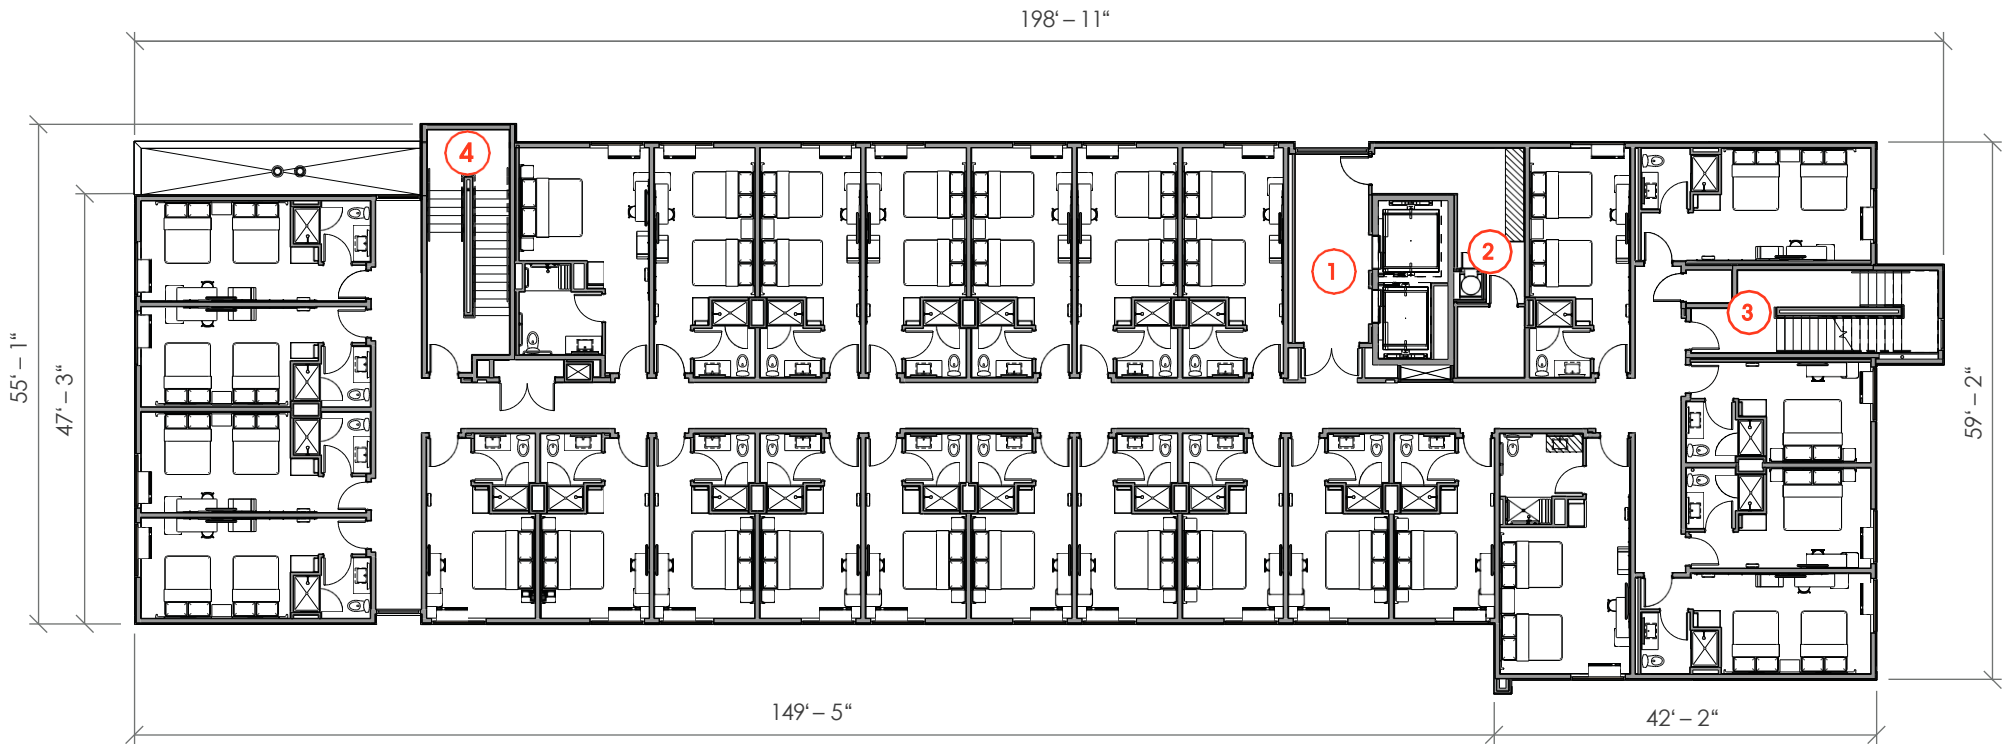 198‘ – 11“
4
55‘ – 1“
47‘ – 3“
2
1
3
59‘ – 2“
149‘ – 5“
42‘ – 2“